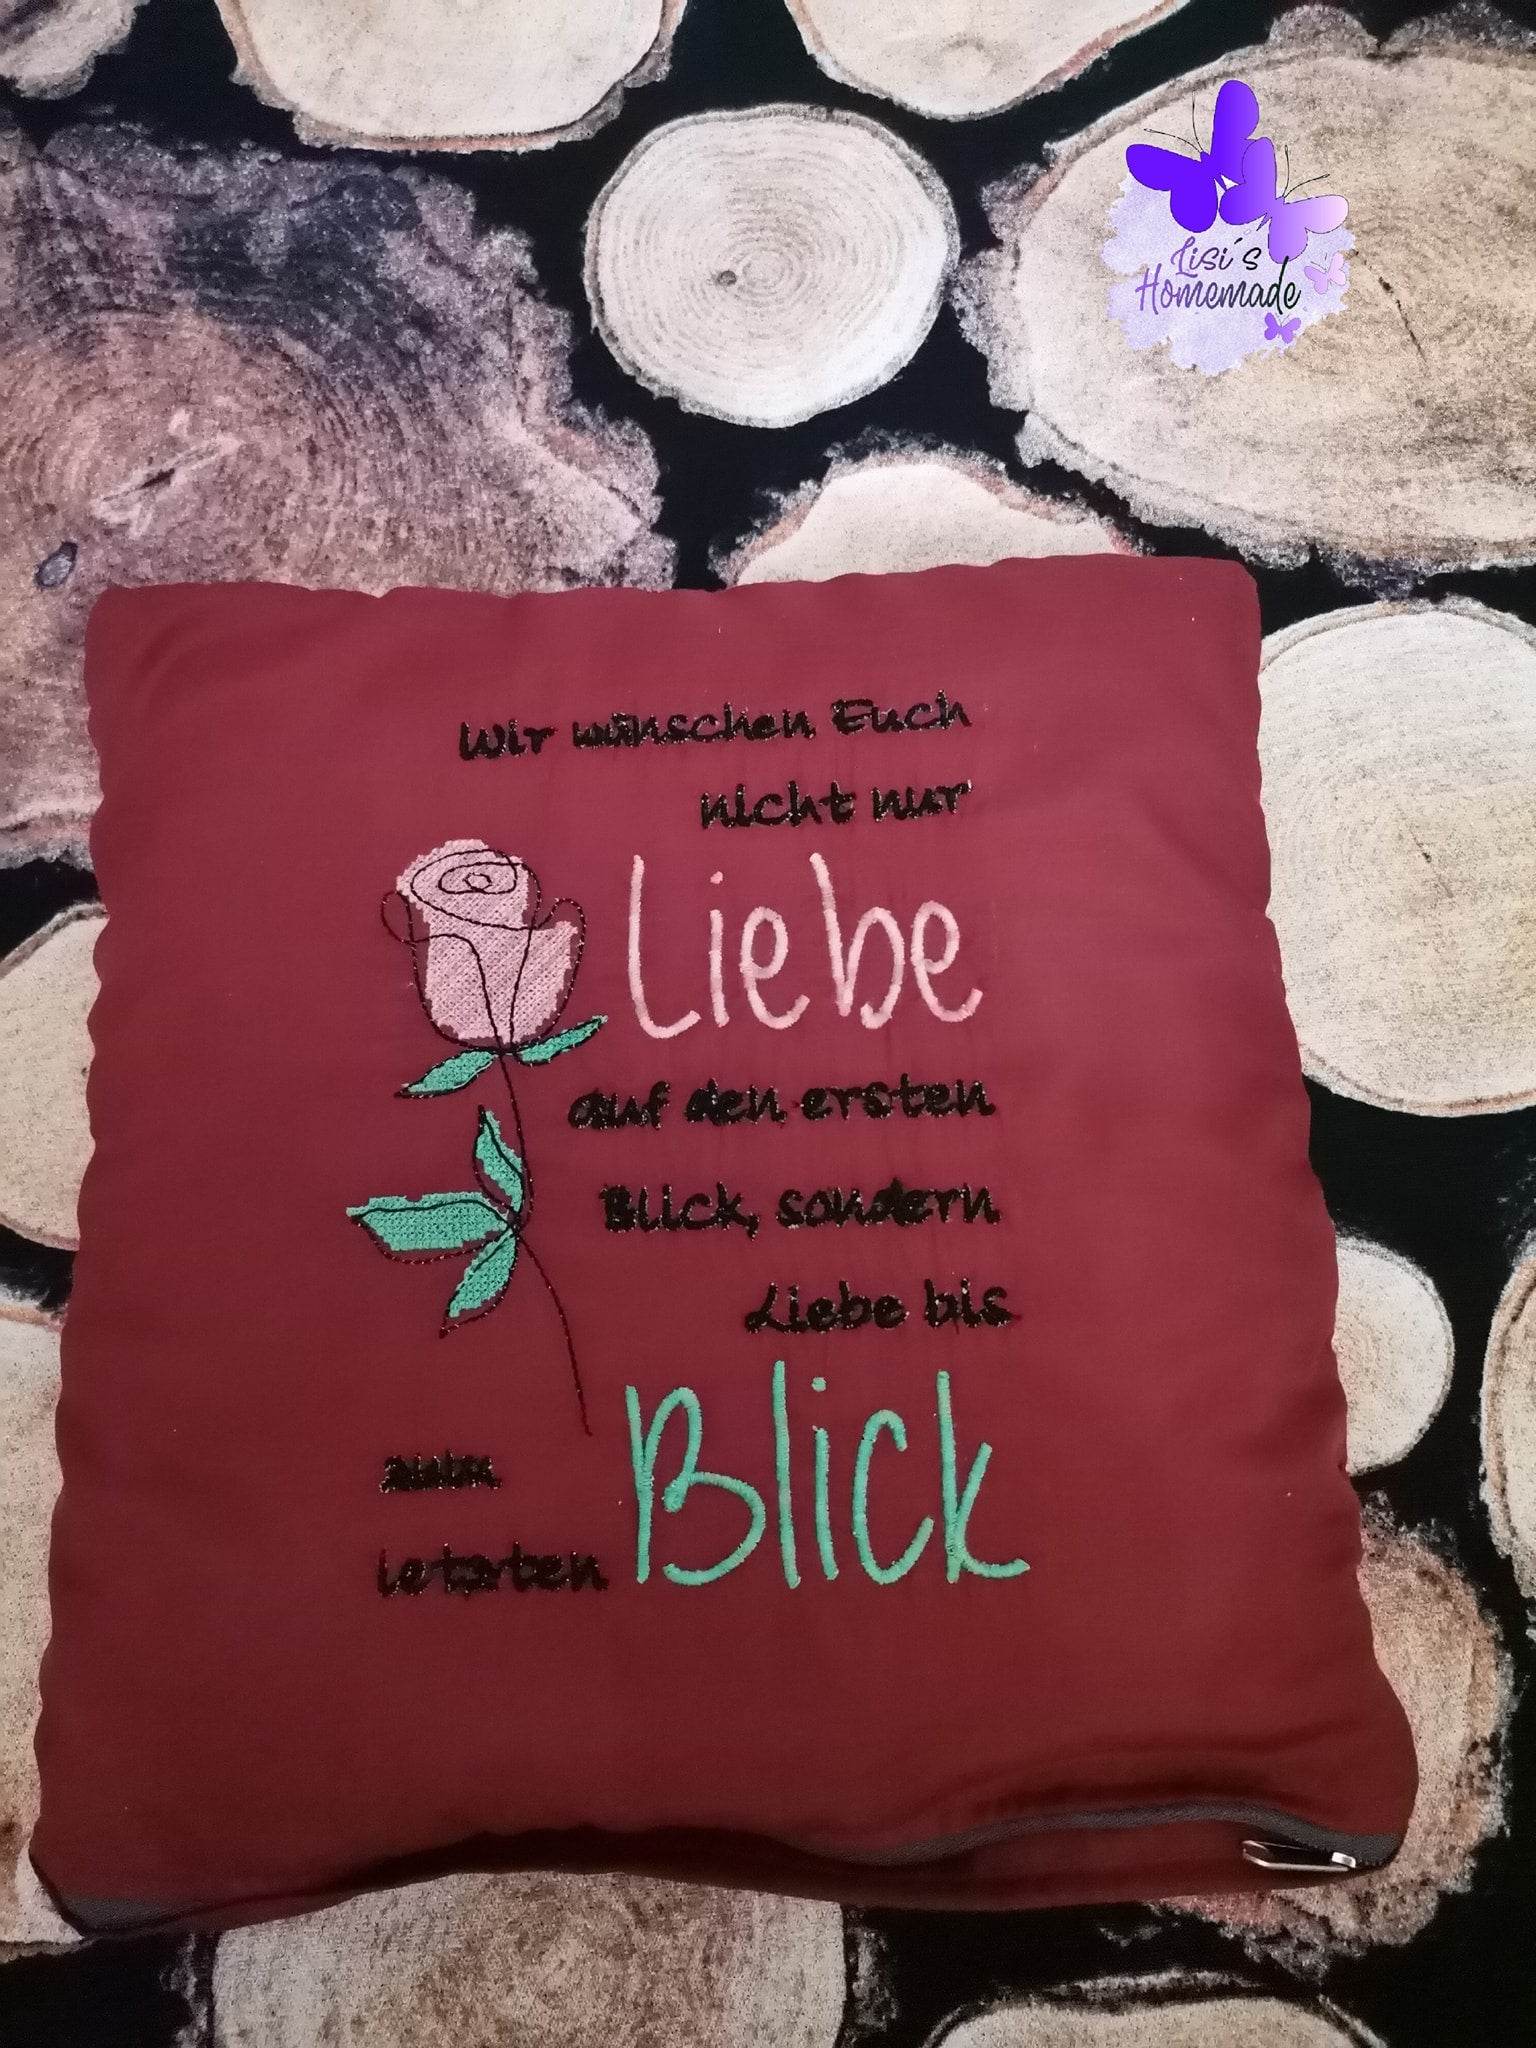 Lisi´s
Homemade
Wir wünschen Euch
nicht nur
Liebe
auf den ersten
Blick, sondern
Liebe bis
zum
letzten Blick